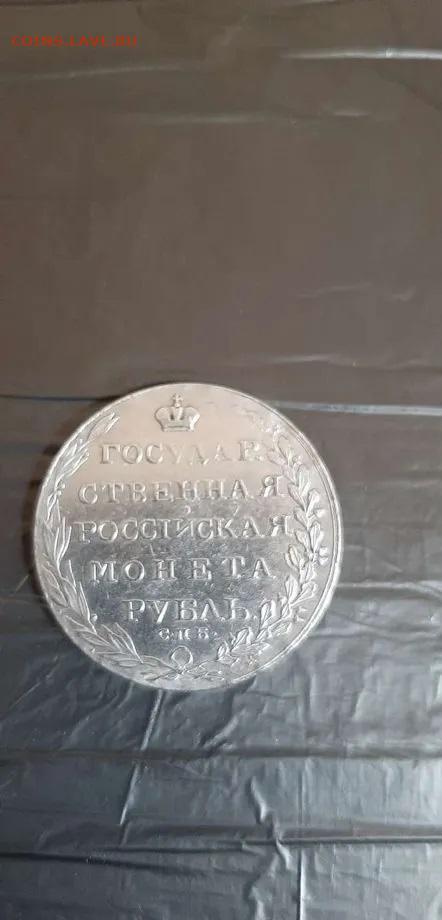 COINS.LAVE.RU
ГОСУДАР
СТВЕННАЯ
РОССІЙСКАЯ
МОНЕТА
РУБЛЬ.
С.П.Б.